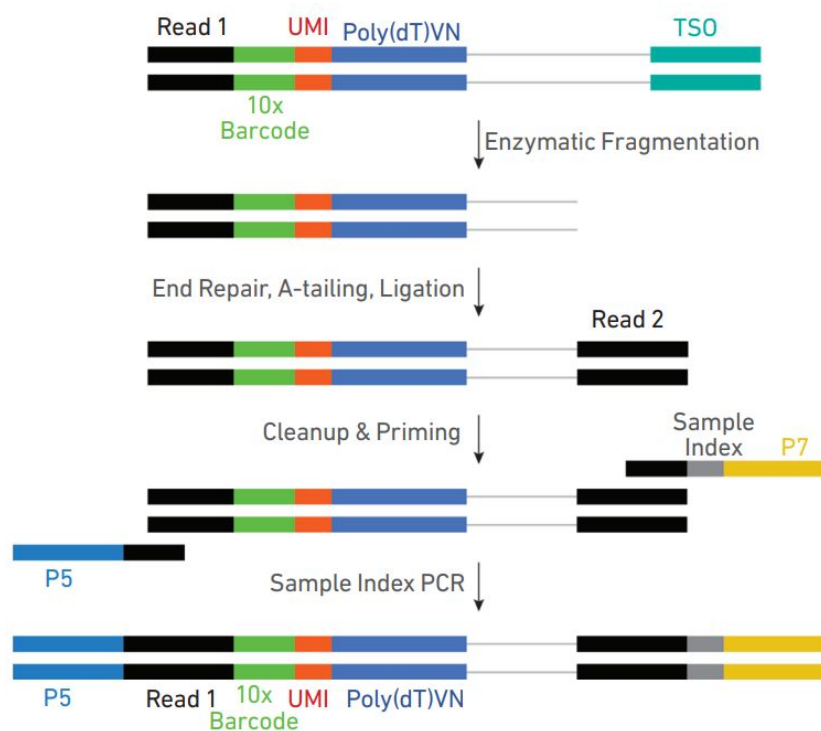 Read 1
UMI
Poly(dT)VN
TSO
10x
Barcode
Enzymatic Fragmentation
End Repair, A-tailing, Ligation
Read 2
Cleanup & Priming
Sample
Index
P7
P5
Sample Index PCR
P5
Read 1
10x
Barcode
UMI
Poly(dT)VN